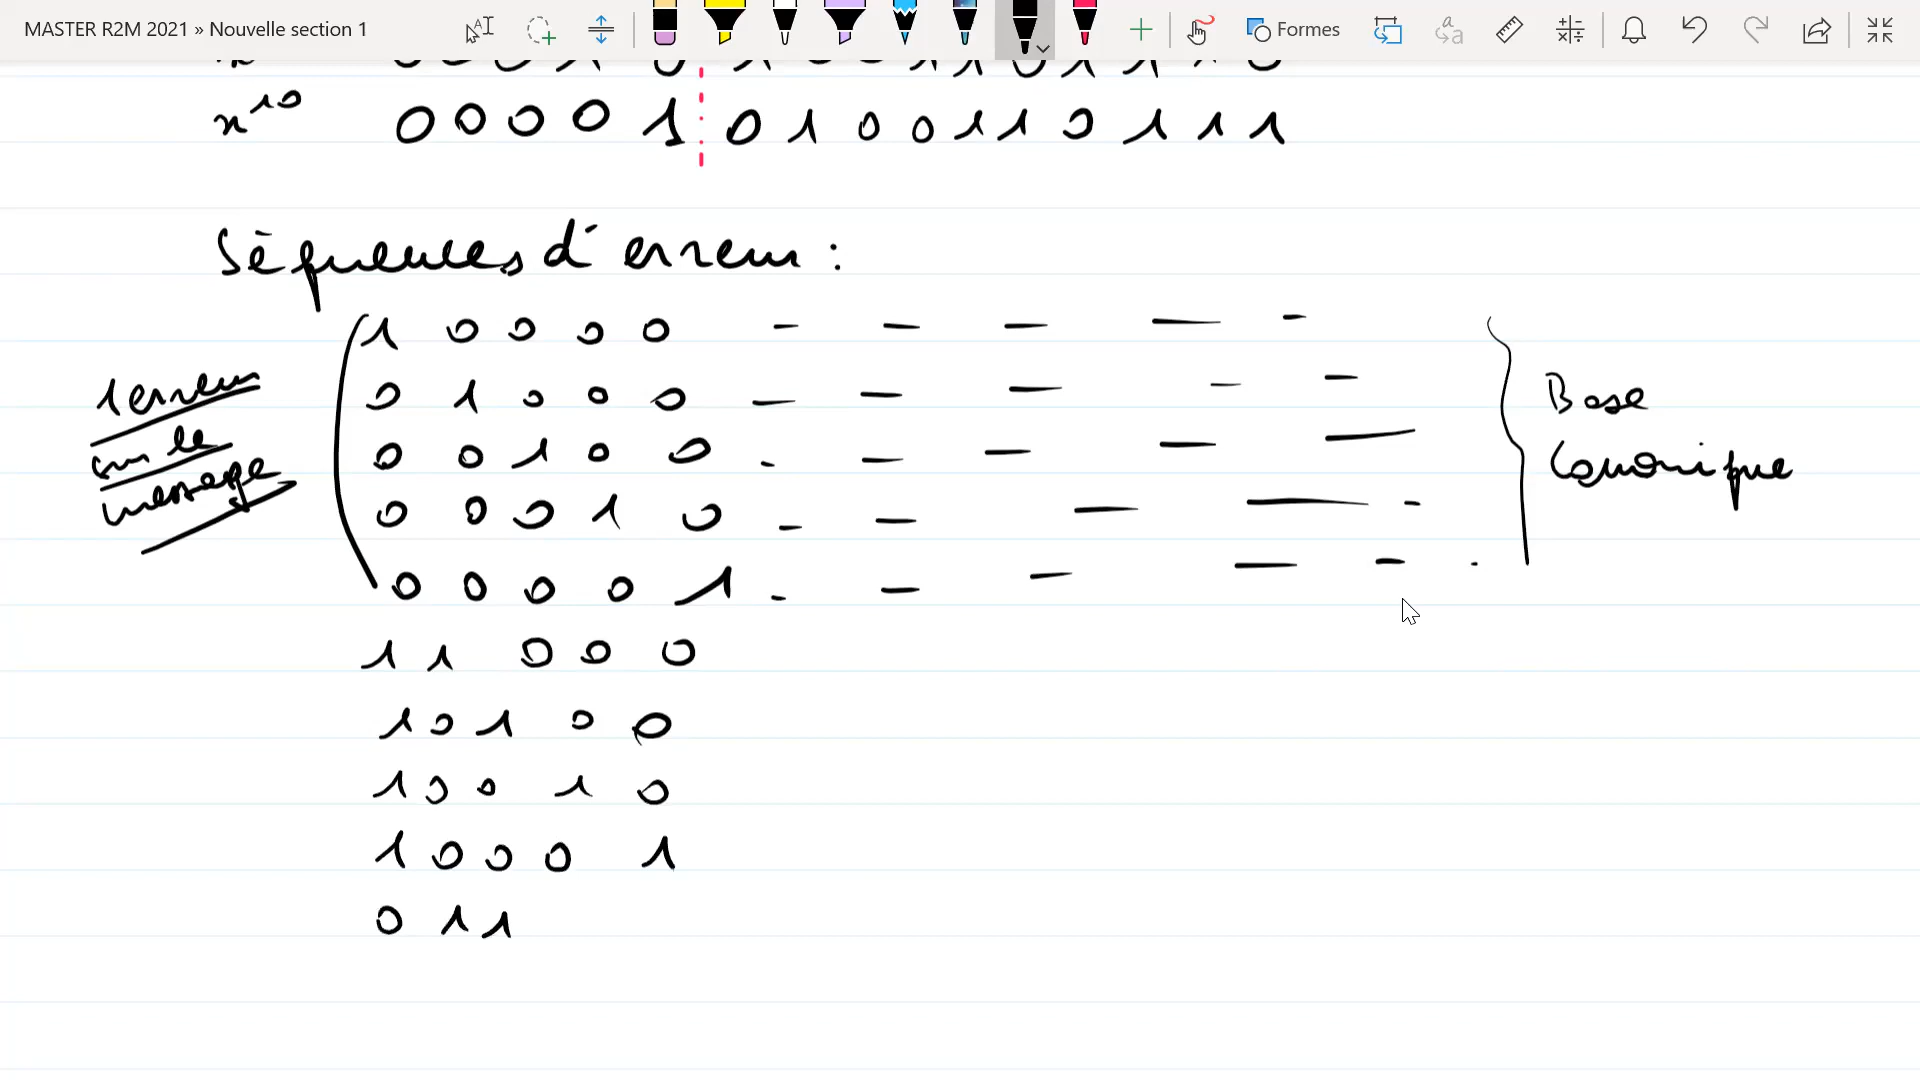 MASTER R2M 2021 » Nouvelle section 1
Formes
x¹⁰ 0 0 0 0 1 0 1 0 0 1 1 0 1 1 1
Séquences d'erreur :
1 0 0 0 0 - - - - -
0 1 0 0 0 - - - - -
0 0 1 0 0 - - - - -
0 0 0 1 0 - - - - -
0 0 0 0 1 - - - - - -
1 1 0 0 0
1 0 1 0 0
1 0 0 1 0
1 0 0 0 1
0 1 1
1 erreur
sur le
message
Base
Canonique